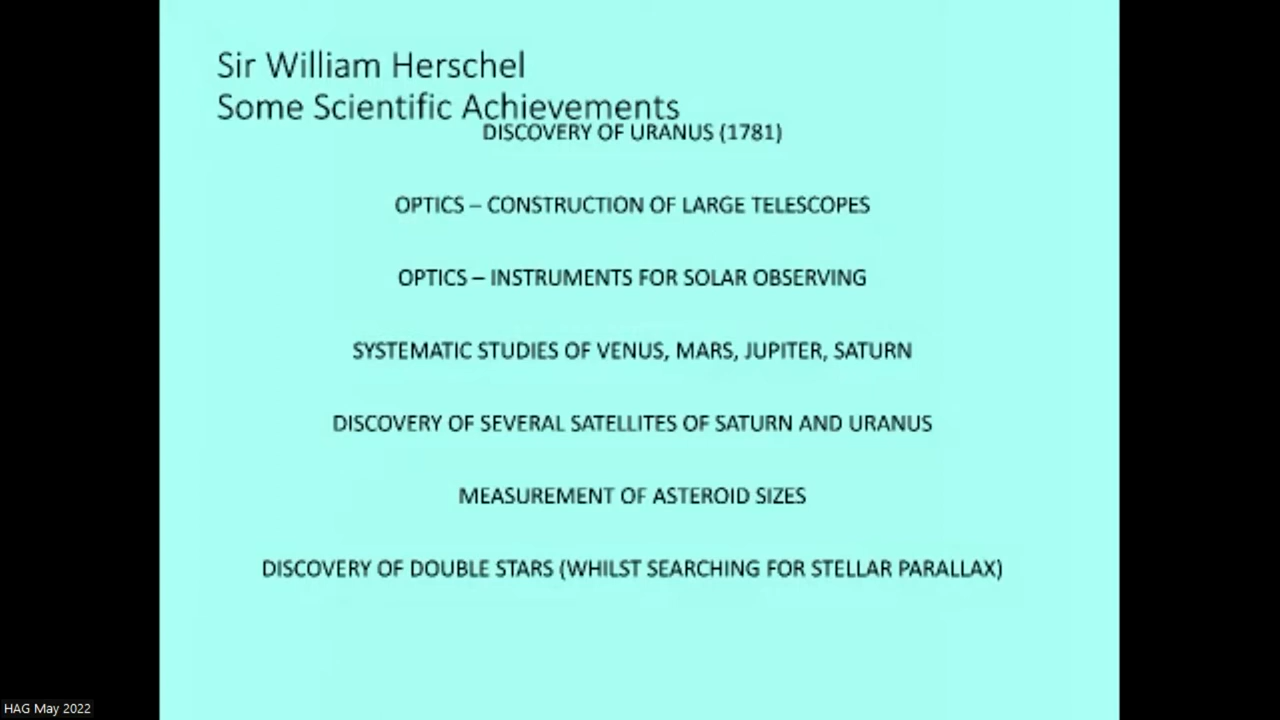 Sir William Herschel
Some Scientific Achievements
DISCOVERY OF URANUS (1781)
OPTICS – CONSTRUCTION OF LARGE TELESCOPES
OPTICS – INSTRUMENTS FOR SOLAR OBSERVING
SYSTEMATIC STUDIES OF VENUS, MARS, JUPITER, SATURN
DISCOVERY OF SEVERAL SATELLITES OF SATURN AND URANUS
MEASUREMENT OF ASTEROID SIZES
DISCOVERY OF DOUBLE STARS (WHILST SEARCHING FOR STELLAR PARALLAX)
HAG May 2022